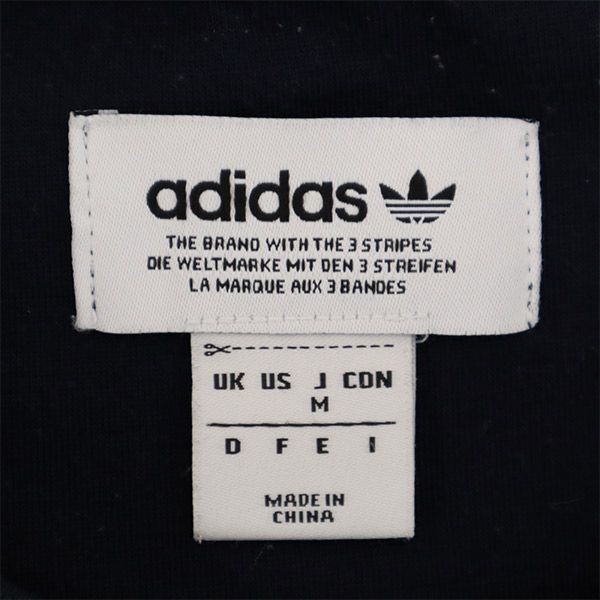 adidas
THE BRAND WITH THE 3 STRIPES
DIE WELTMARKE MIT DEN 3 STREIFEN
LA MARQUE AUX 3 BANDES
UK US J CDN
M
D F E I
MADE IN
CHINA